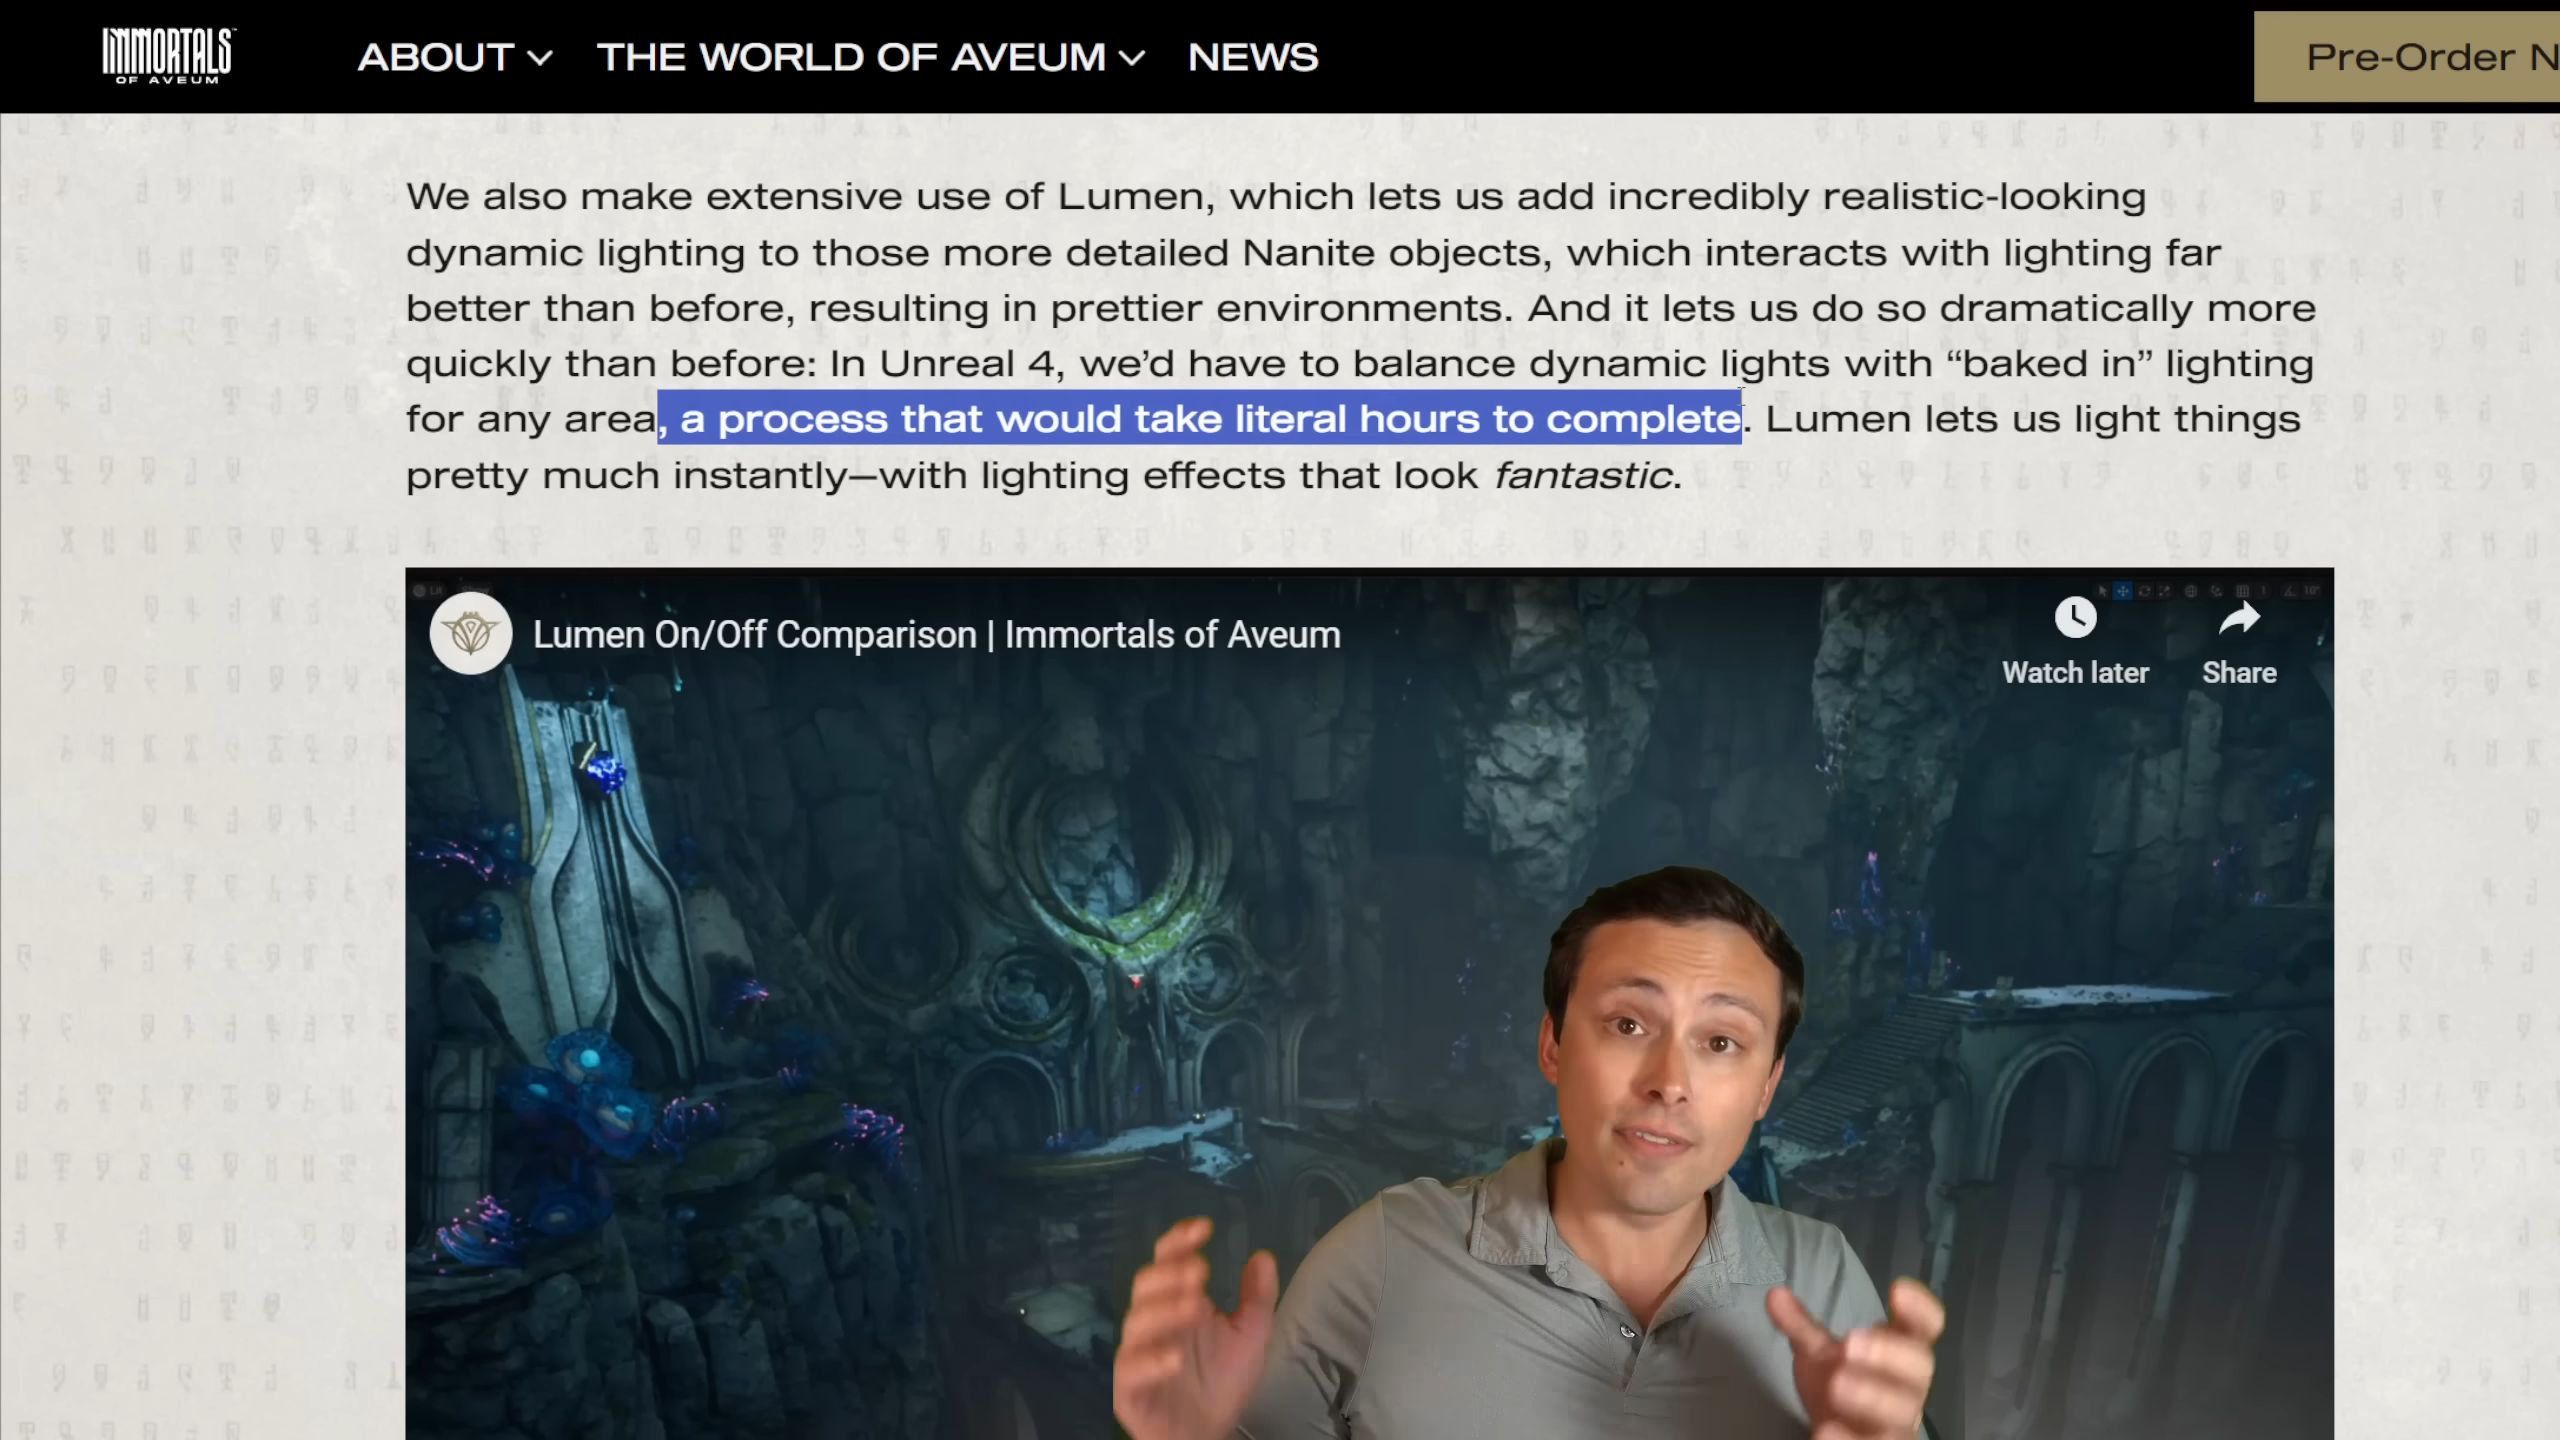 IMMORTALS
OF AVEUM
ABOUT
THE WORLD OF AVEUM
NEWS
Pre-Order N
We also make extensive use of Lumen, which lets us add incredibly realistic-looking
dynamic lighting to those more detailed Nanite objects, which interacts with lighting far
better than before, resulting in prettier environments. And it lets us do so dramatically more
quickly than before: In Unreal 4, we’d have to balance dynamic lights with “baked in” lighting
for any area, a process that would take literal hours to complete. Lumen lets us light things
pretty much instantly—with lighting effects that look fantastic.
Lumen On/Off Comparison | Immortals of Aveum
Watch later
Share